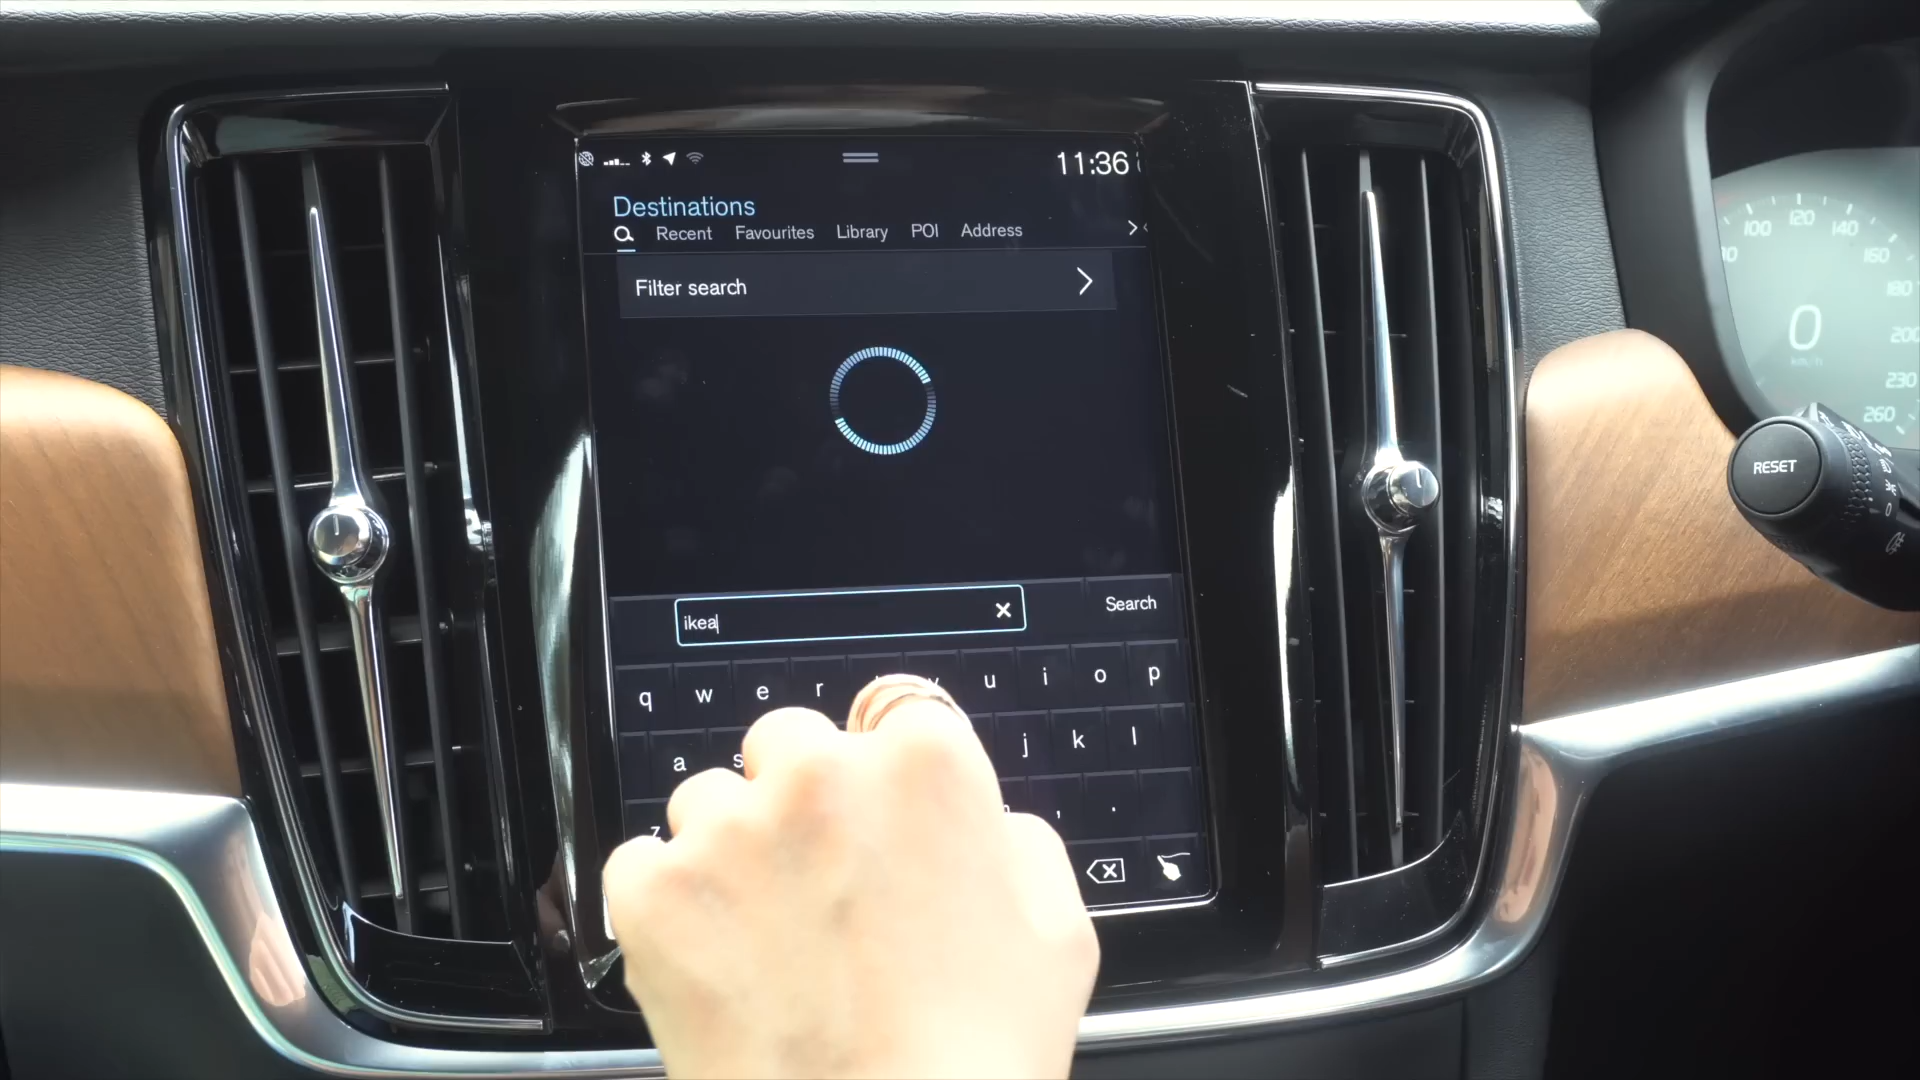 11:36
Destinations
Recent Favourites Library POI Address
Filter search
ikea
Search
q w e r u i o p
a s j k l
z , .
100 120 140
160
180
200
230
260
0
km/h
RESET